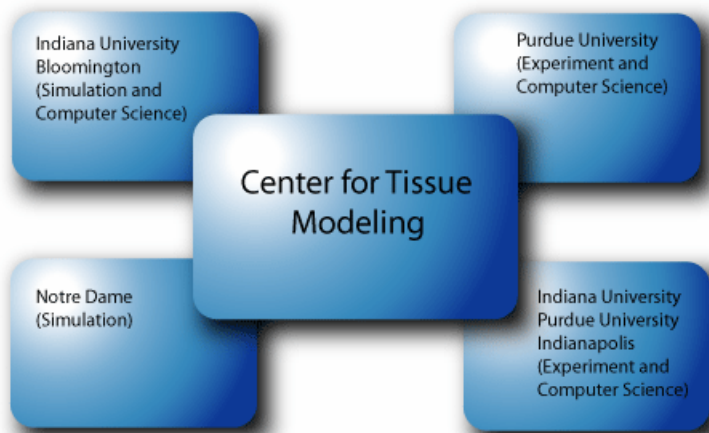 Indiana University
Bloomington
(Simulation and
Computer Science)
Purdue University
(Experiment and
Computer Science)
Center for Tissue
Modeling
Notre Dame
(Simulation)
Indiana University
Purdue University
Indianapolis
(Experiment and
Computer Science)